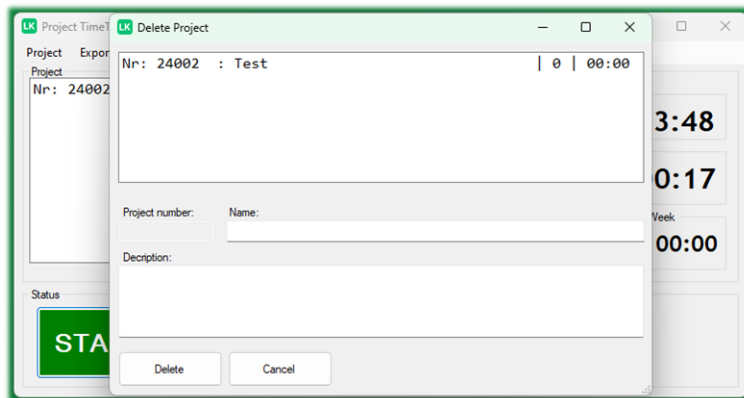 LK Project TimeT
Project Expor
Project
Nr: 24002
Status
STA
LK Delete Project
Nr: 24002 : Test | 0 | 00:00
Project number: Name:
Decription:
Delete Cancel
3:48
0:17
Week
00:00